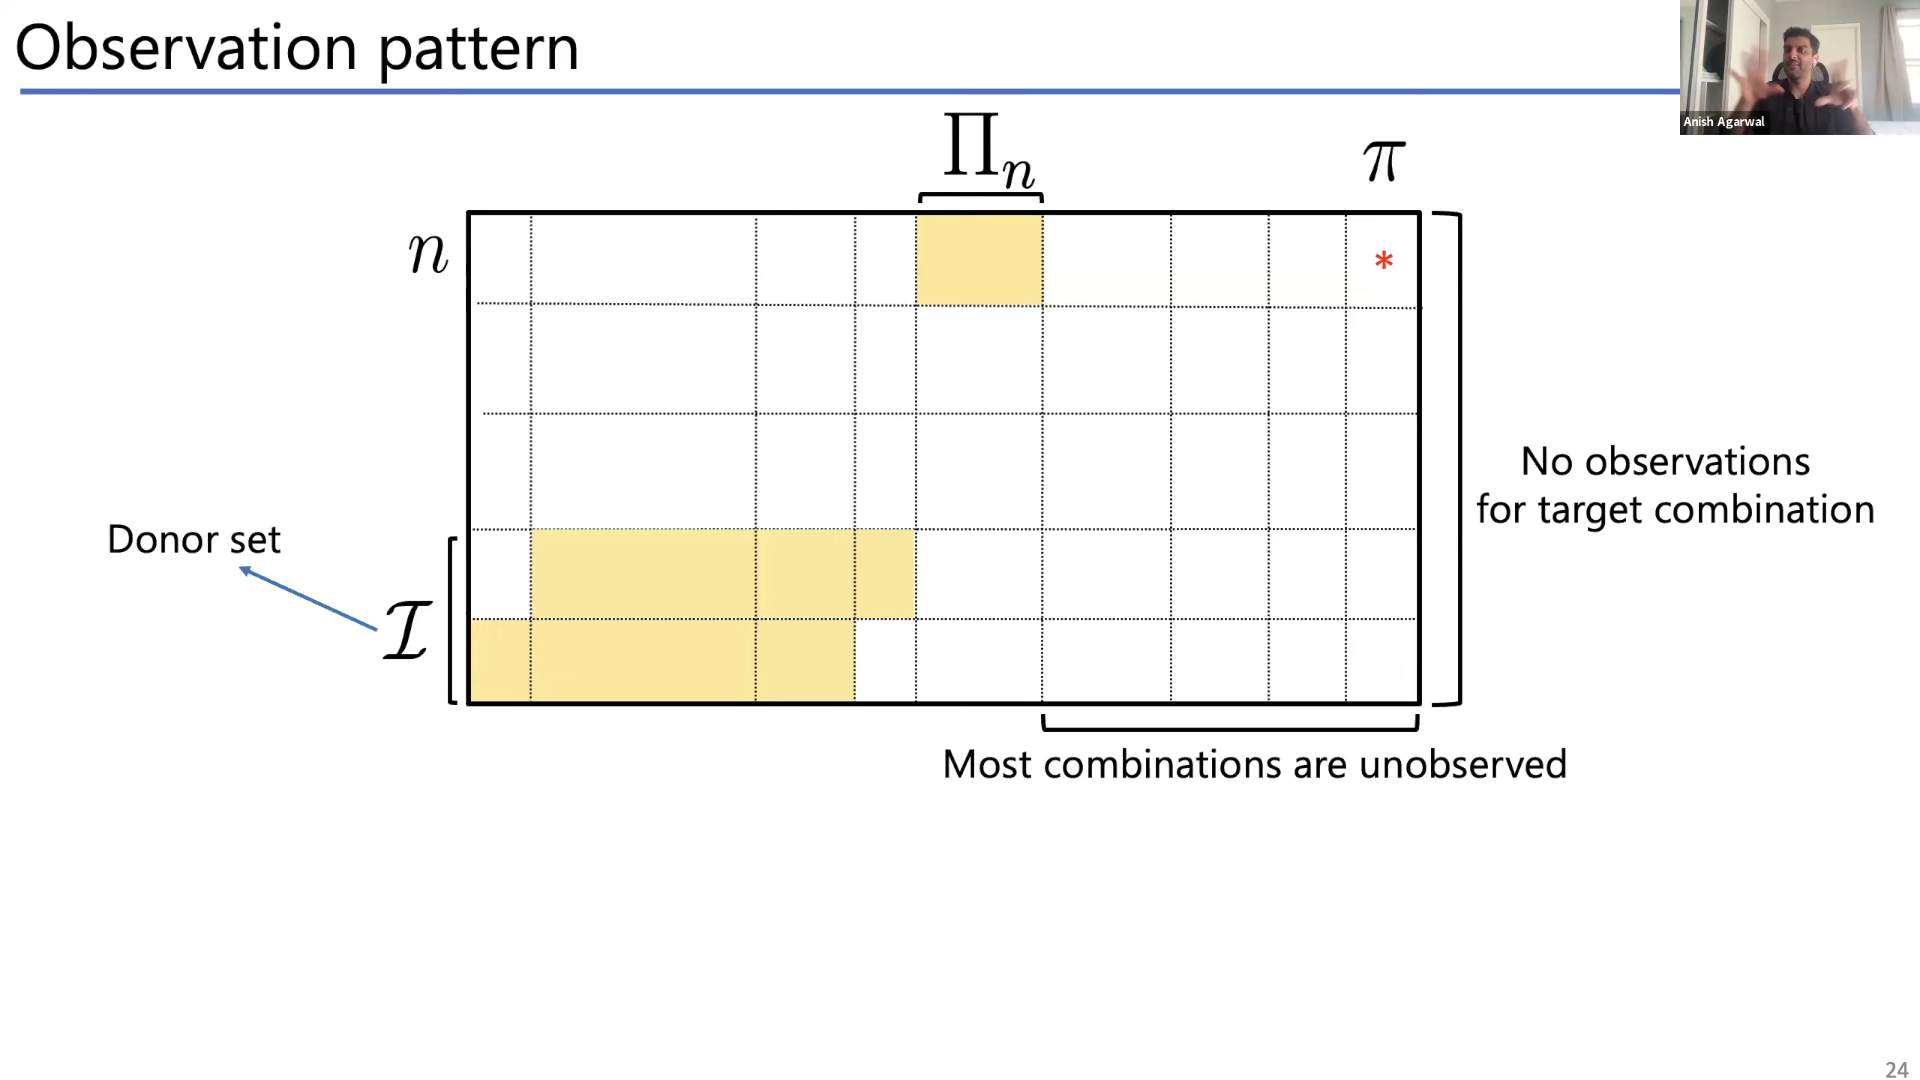 Observation pattern
Anish Agarwal
Πₙ
π
n
*
No observations
for target combination
Donor set
ℐ
Most combinations are unobserved
24